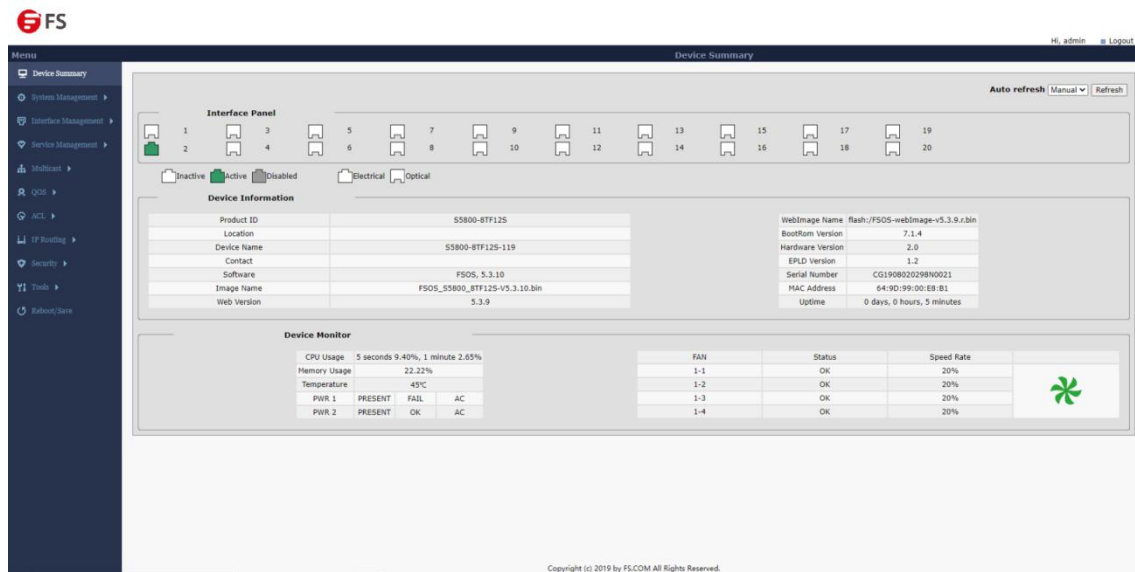 FS
Hi, admin Logout
Menu Device Summary
Device Summary
System Management
Interface Management
Service Management
Multicast
QOS
ACL
IP Routing
Security
Tools
Reboot/Save
Auto refresh Manual Refresh
Interface Panel
1 3 5 7 9 11 13 15 17 19
2 4 6 8 10 12 14 16 18 20
Inactive Active Disabled Electrical Optical
Device Information
Product ID S5800-8TF12S
Location
Device Name S5800-8TF12S-119
Contact
Software FSOS, 5.3.10
Image Name FSOS_S5800_8TF12S-V5.3.10.bin
Web Version 5.3.9
WebImage Name flash:/FSOS-webImage-v5.3.9.r.bin
BootRom Version 7.1.4
Hardware Version 2.0
EPLD Version 1.2
Serial Number CG1908020298N0021
MAC Address 64:9D:99:00:E8:B1
Uptime 0 days, 0 hours, 5 minutes
Device Monitor
CPU Usage 5 seconds 9.40%, 1 minute 2.65%
Memory Usage 22.22%
Temperature 45℃
PWR 1 PRESENT FAIL AC
PWR 2 PRESENT OK AC
FAN Status Speed Rate
1-1 OK 20%
1-2 OK 20%
1-3 OK 20%
1-4 OK 20%
Copyright (c) 2019 by FS.COM All Rights Reserved.